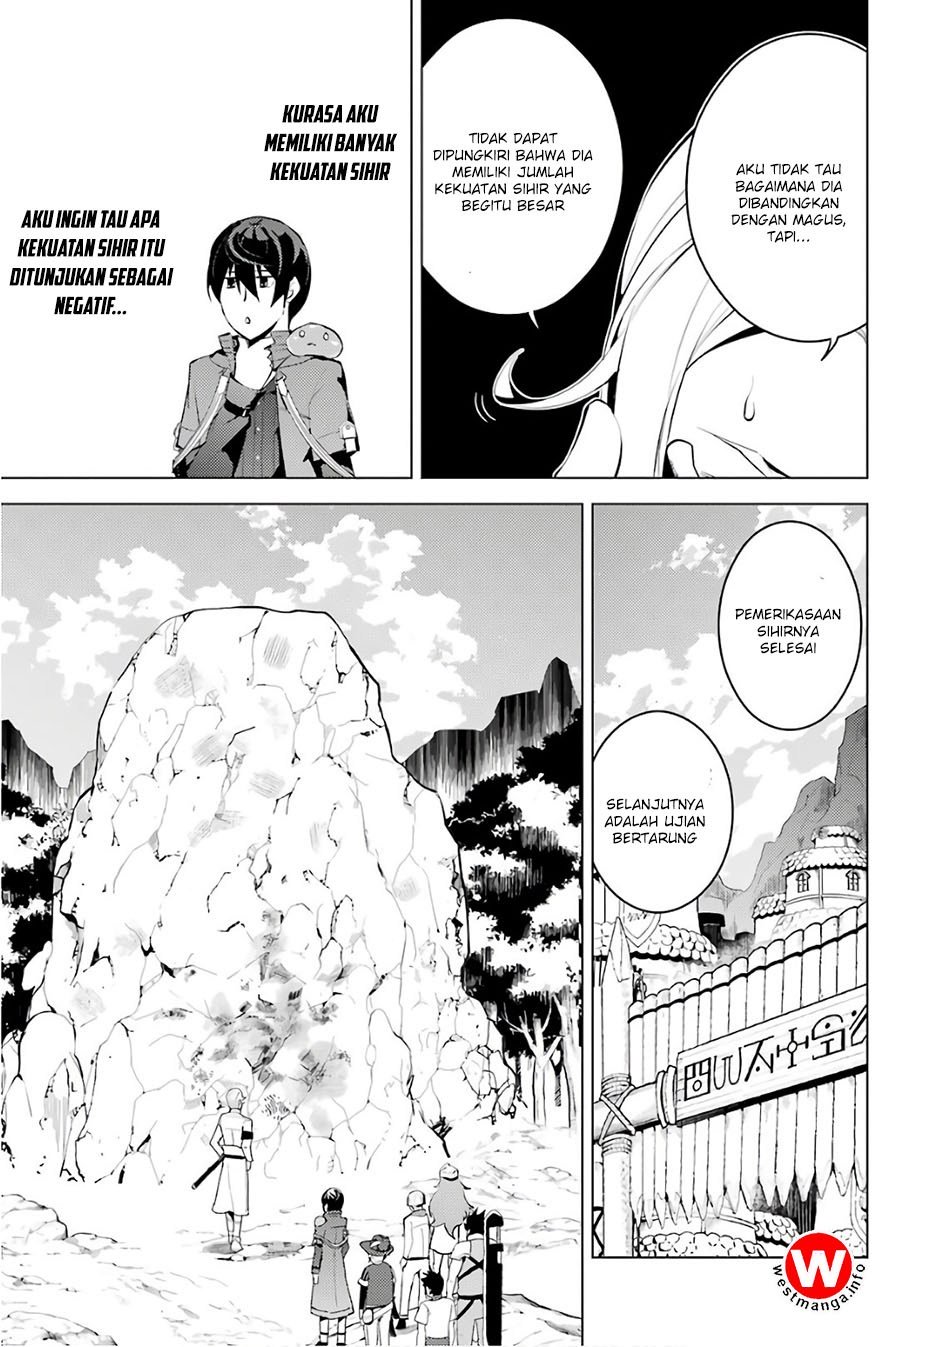 AKU TIDAK TAU
BAGAIMANA DIA
DIBANDINGKAN
DENGAN MAGUS,
TAPI...
TIDAK DAPAT
DIPUNGKIRI BAHWA DIA
MEMILIKI JUMLAH
KEKUATAN SIHIR YANG
BEGITU BESAR
KURASA AKU
MEMILIKI BANYAK
KEKUATAN SIHIR
AKU INGIN TAU APA
KEKUATAN SIHIR ITU
DITUNJUKAN SEBAGAI
NEGATIF...
PEMERIKASAAN
SIHIRNYA
SELESAI
SELANJUTNYA
ADALAH UJIAN
BERTARUNG
W
westmanga.info